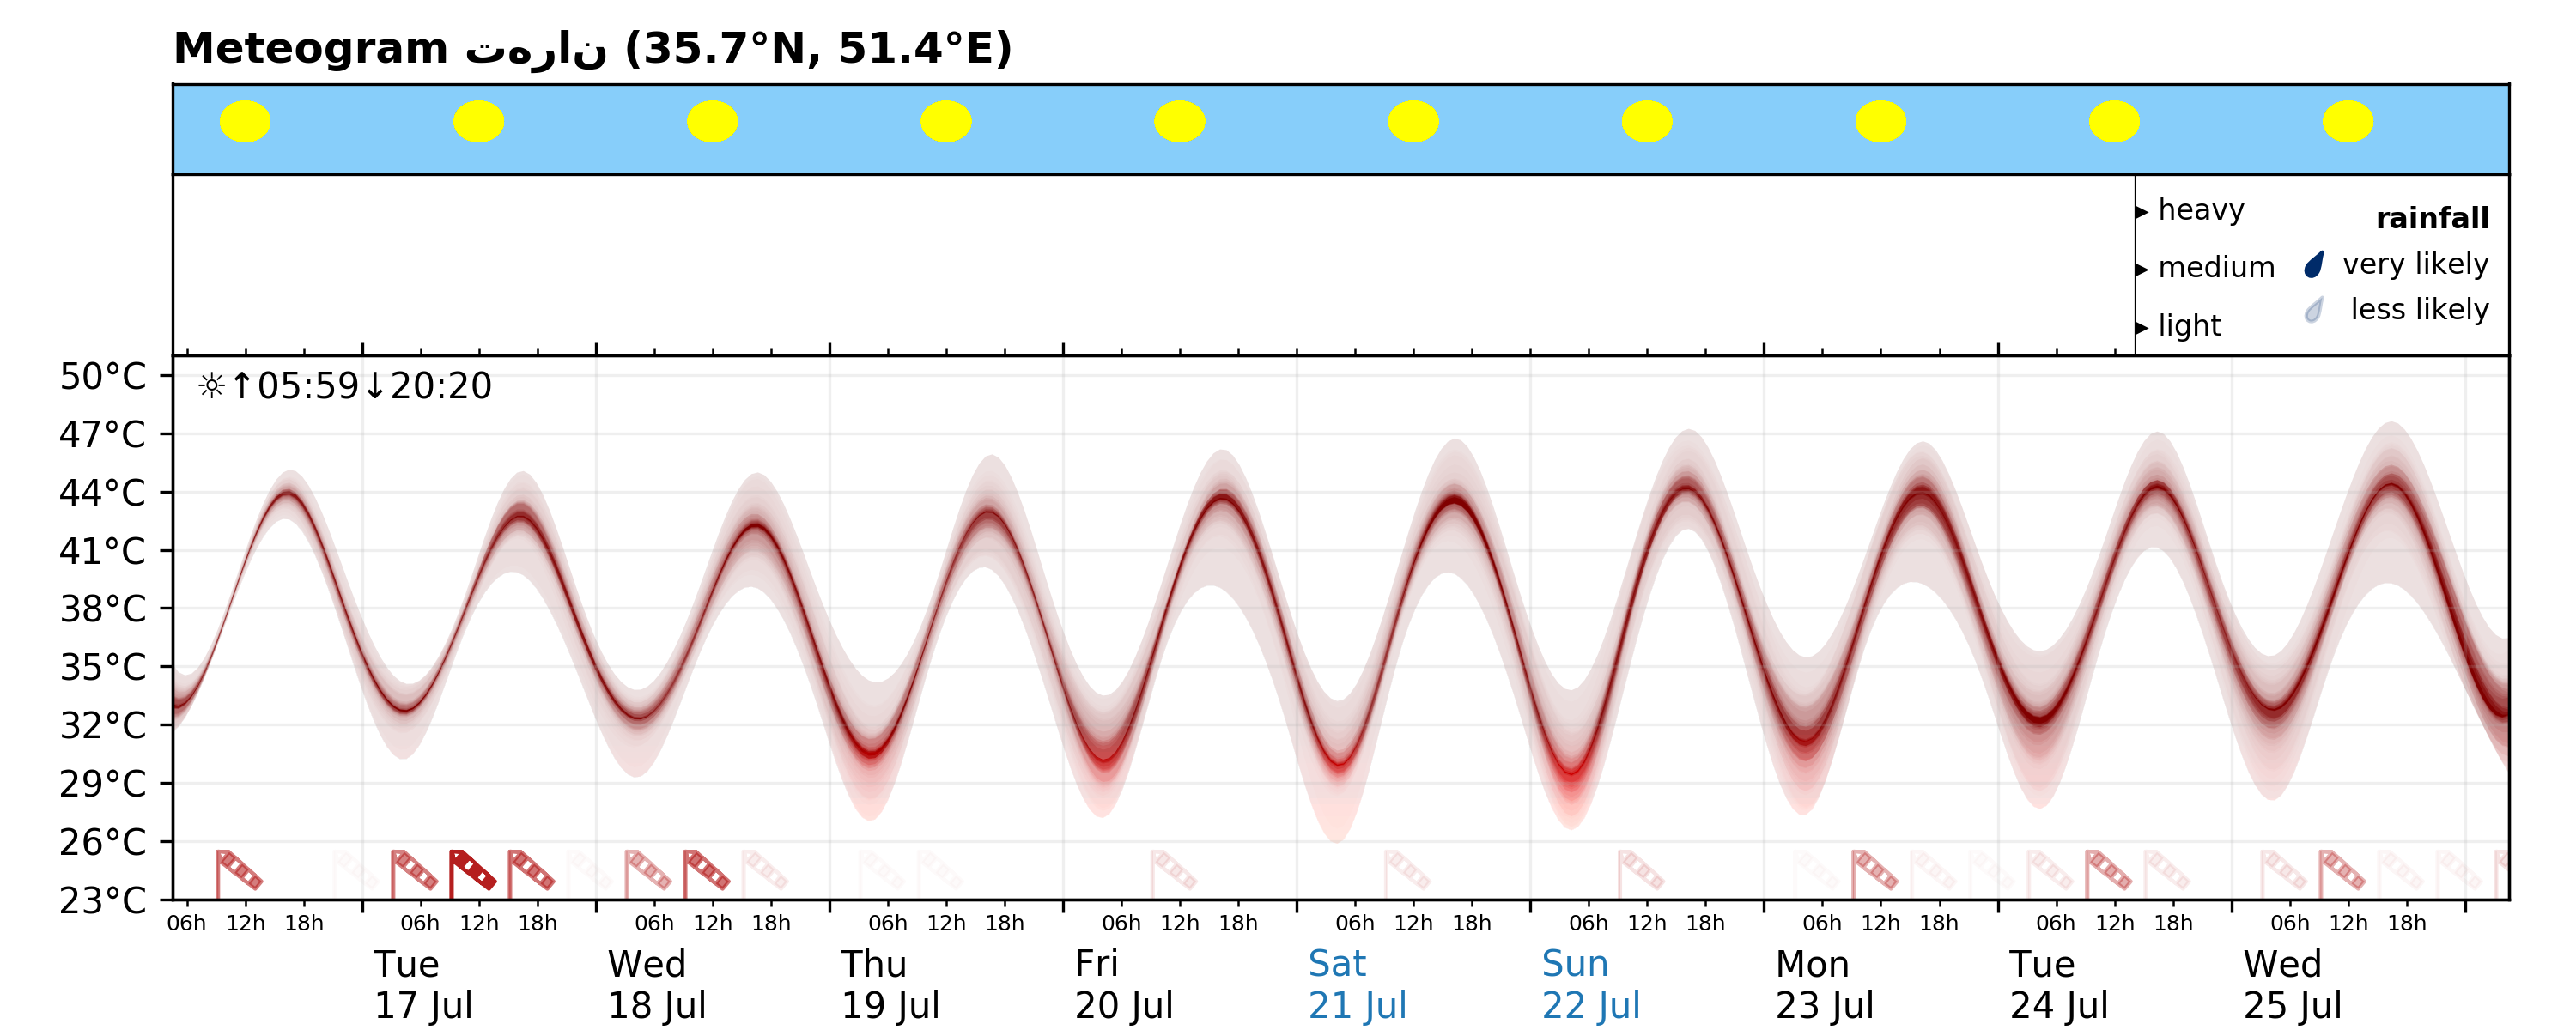 Meteogram نارهت (35.7°N, 51.4°E)
heavy
medium
light
rainfall
very likely
less likely
☼↑05:59↓20:20
50°C
47°C
44°C
41°C
38°C
35°C
32°C
29°C
26°C
23°C
06h 12h 18h 06h 12h 18h 06h 12h 18h 06h 12h 18h 06h 12h 18h 06h 12h 18h 06h 12h 18h 06h 12h 18h 06h 12h 18h 06h 12h 18h
Tue Wed Thu Fri Sat Sun Mon Tue Wed
17 Jul 18 Jul 19 Jul 20 Jul 21 Jul 22 Jul 23 Jul 24 Jul 25 Jul